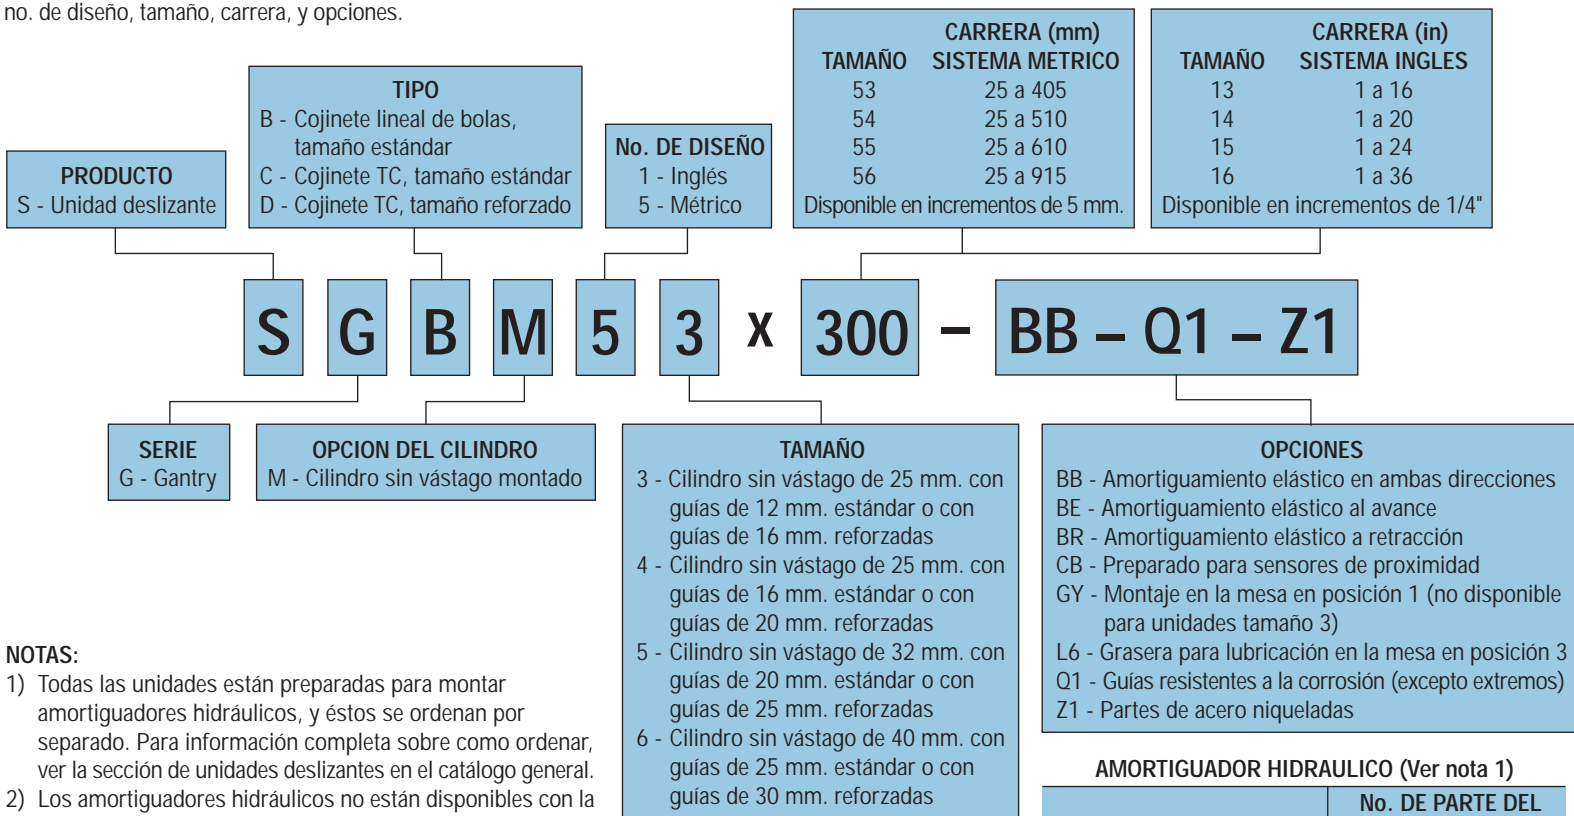 no. de diseño, tamaño, carrera, y opciones.
PRODUCTO
S - Unidad deslizante
TIPO
B - Cojinete lineal de bolas,
tamaño estándar
C - Cojinete TC, tamaño estándar
D - Cojinete TC, tamaño reforzado
No. DE DISEÑO
1 - Inglés
5 - Métrico
CARRERA (mm)
TAMAÑO SISTEMA METRICO
53 25 a 405
54 25 a 510
55 25 a 610
56 25 a 915
Disponible en incrementos de 5 mm.
CARRERA (in)
TAMAÑO SISTEMA INGLES
13 1 a 16
14 1 a 20
15 1 a 24
16 1 a 36
Disponible en incrementos de 1/4"
S G B M 5 3 x 300 – BB – Q1 – Z1
SERIE
G - Gantry
OPCION DEL CILINDRO
M - Cilindro sin vástago montado
TAMAÑO
3 - Cilindro sin vástago de 25 mm. con
guías de 12 mm. estándar o con
guías de 16 mm. reforzadas
4 - Cilindro sin vástago de 25 mm. con
guías de 16 mm. estándar o con
guías de 20 mm. reforzadas
5 - Cilindro sin vástago de 32 mm. con
guías de 20 mm. estándar o con
guías de 25 mm. reforzadas
6 - Cilindro sin vástago de 40 mm. con
guías de 25 mm. estándar o con
guías de 30 mm. reforzadas
OPCIONES
BB - Amortiguamiento elástico en ambas direcciones
BE - Amortiguamiento elástico al avance
BR - Amortiguamiento elástico a retracción
CB - Preparado para sensores de proximidad
GY - Montaje en la mesa en posición 1 (no disponible
para unidades tamaño 3)
L6 - Grasera para lubricación en la mesa en posición 3
Q1 - Guías resistentes a la corrosión (excepto extremos)
Z1 - Partes de acero niqueladas
NOTAS:
1) Todas las unidades están preparadas para montar
amortiguadores hidráulicos, y éstos se ordenan por
separado. Para información completa sobre como ordenar,
ver la sección de unidades deslizantes en el catálogo general.
2) Los amortiguadores hidráulicos no están disponibles con la
AMORTIGUADOR HIDRAULICO (Ver nota 1)
No. DE PARTE DEL